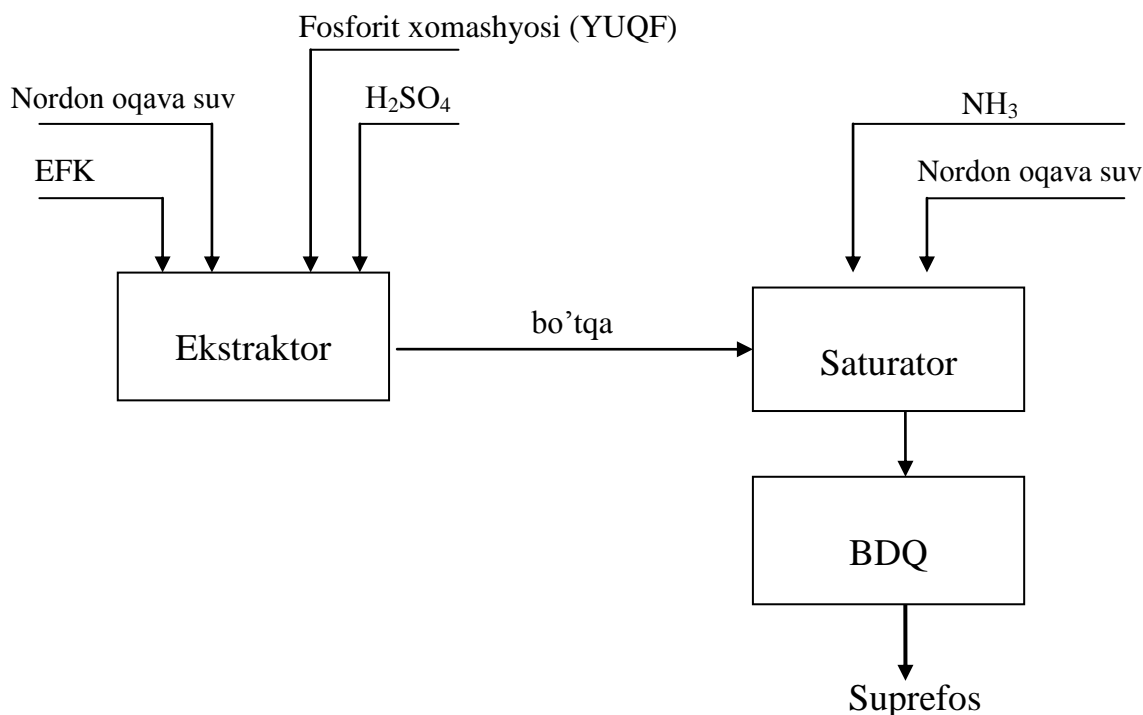 Fosforit xomashyosi (YUQF)
Nordon oqava suv
H₂SO₄
NH₃
EFK
Nordon oqava suv
Ekstraktor
bo’tqa
Saturator
BDQ
Suprefos